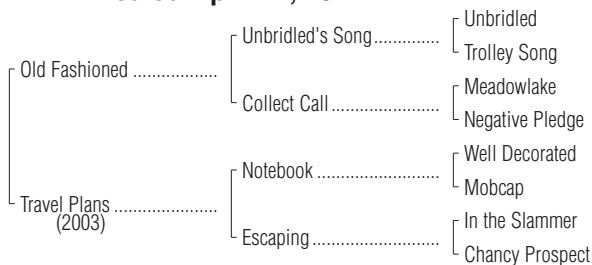 Unbridled
Unbridled's Song..............
Trolley Song
Old Fashioned ..................
Meadowlake
Collect Call.......................
Negative Pledge
Well Decorated
Notebook .........................
Mobcap
Travel Plans ......................
(2003)
In the Slammer
Escaping...........................
Chancy Prospect